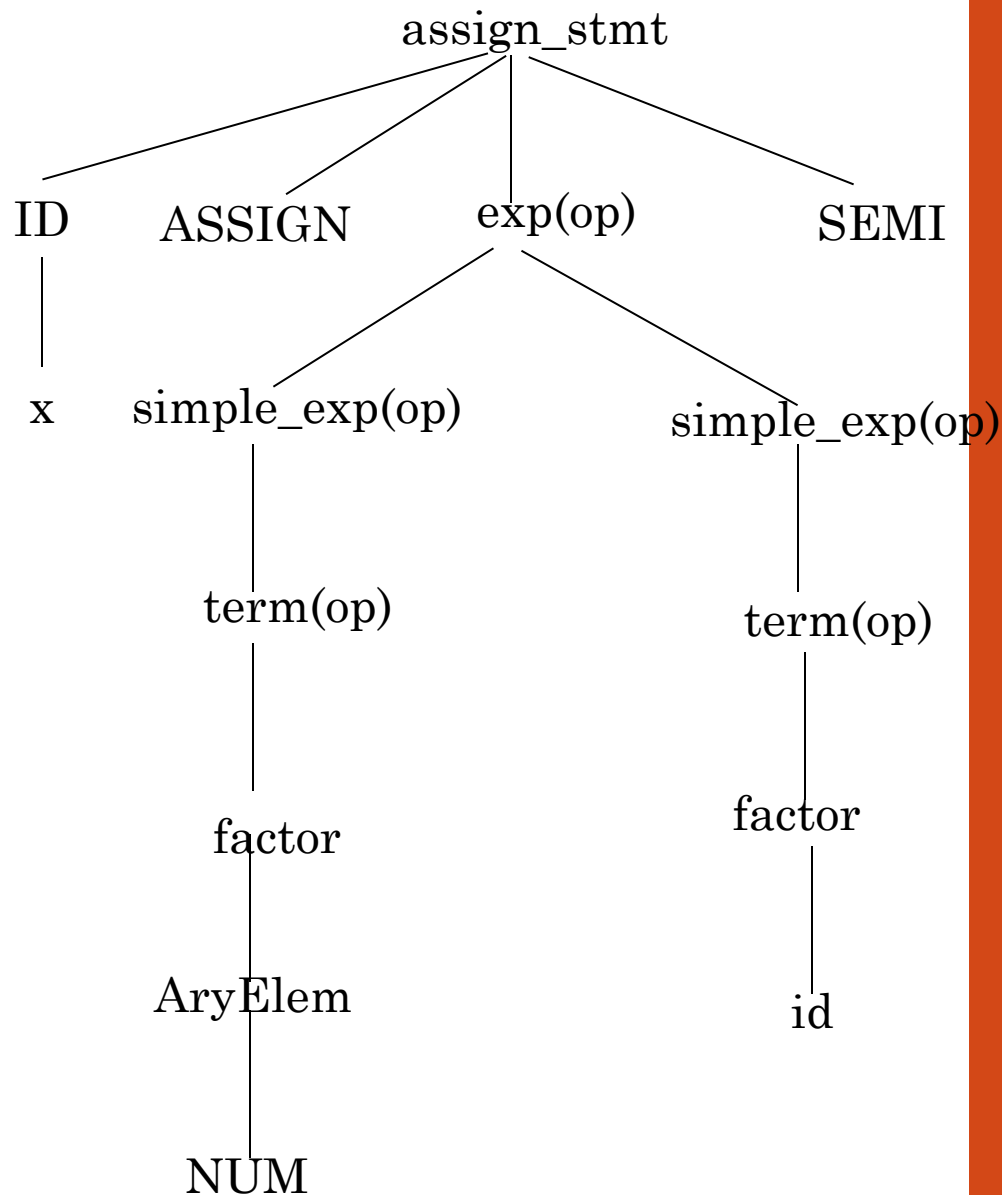 assign_stmt
ID ASSIGN exp(op) SEMI
x simple_exp(op) simple_exp(op)
term(op) term(op)
factor factor
AryElem id
NUM